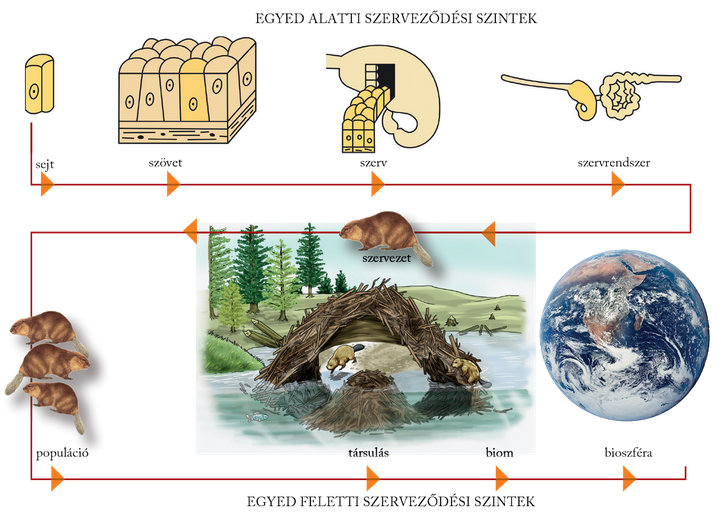 EGYED ALATTI SZERVEZŐDÉSI SZINTEK
sejt
szövet
szerv
szervrendszer
szervezet
populáció
társulás
biom
bioszféra
EGYED FELETTI SZERVEZŐDÉSI SZINTEK